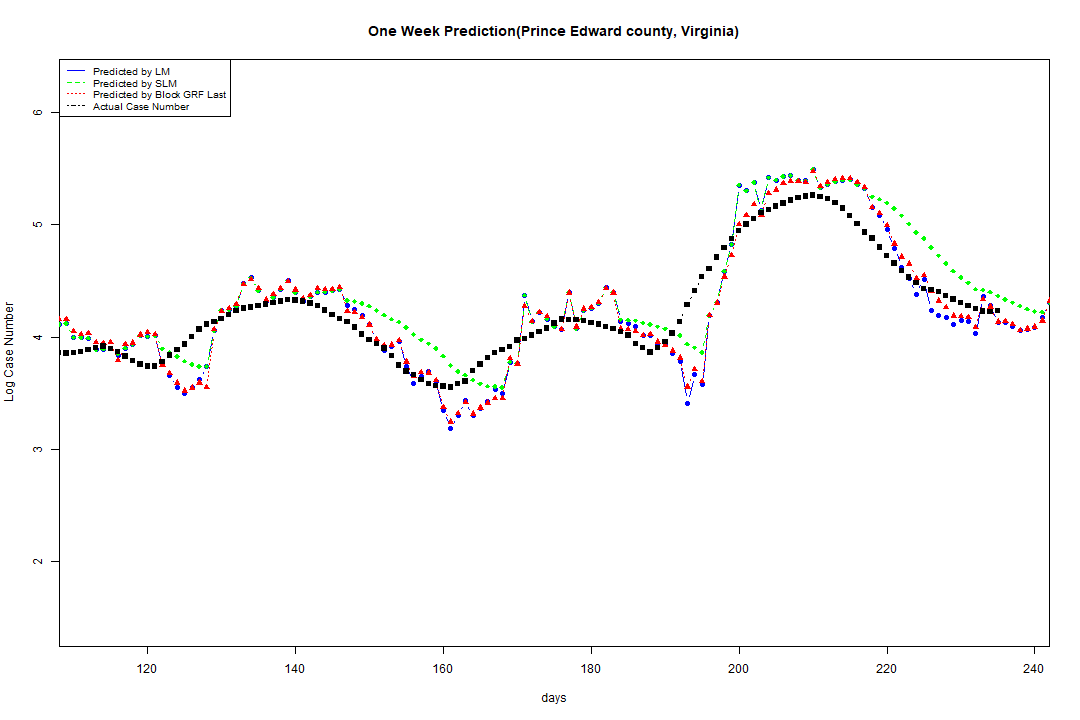 One Week Prediction(Prince Edward county, Virginia)
Predicted by LM
Predicted by SLM
Predicted by Block GRF Last
Actual Case Number
Log Case Number
6
5
4
3
2
120 140 160 180 200 220 240
days